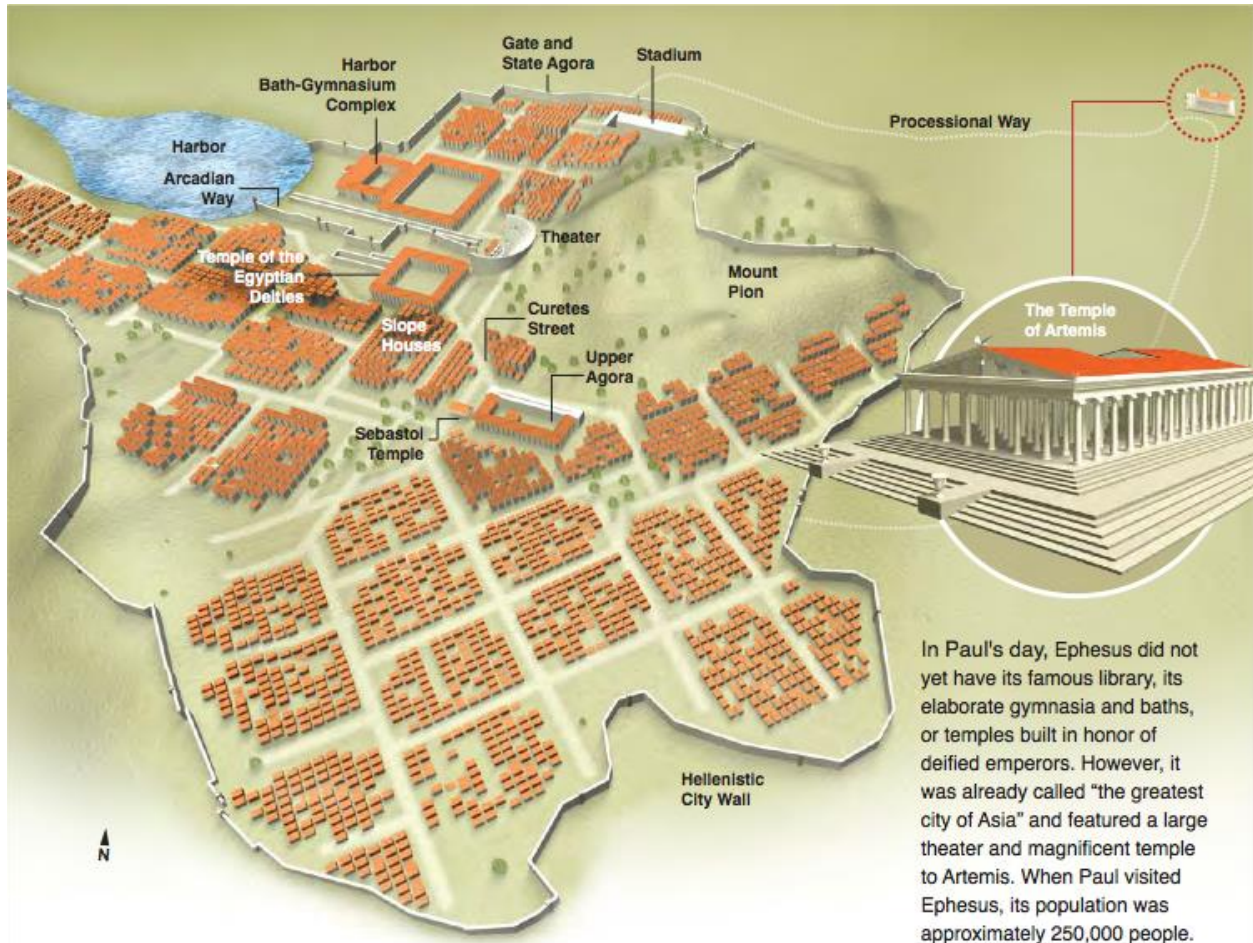 Gate and
State Agora
Stadium
Harbor
Bath-Gymnasium
Complex
Processional Way
Harbor
Arcadian
Way
Theater
Temple of the
Egyptian
Deities
Mount
Pion
Curetes
Street
Slope
Houses
The Temple
of Artemis
Upper
Agora
Sebastoi
Temple
In Paul's day, Ephesus did not
yet have its famous library, its
elaborate gymnasia and baths,
or temples built in honor of
deified emperors. However, it
was already called “the greatest
city of Asia” and featured a large
theater and magnificent temple
to Artemis. When Paul visited
Ephesus, its population was
approximately 250,000 people.
Hellenistic
City Wall
N